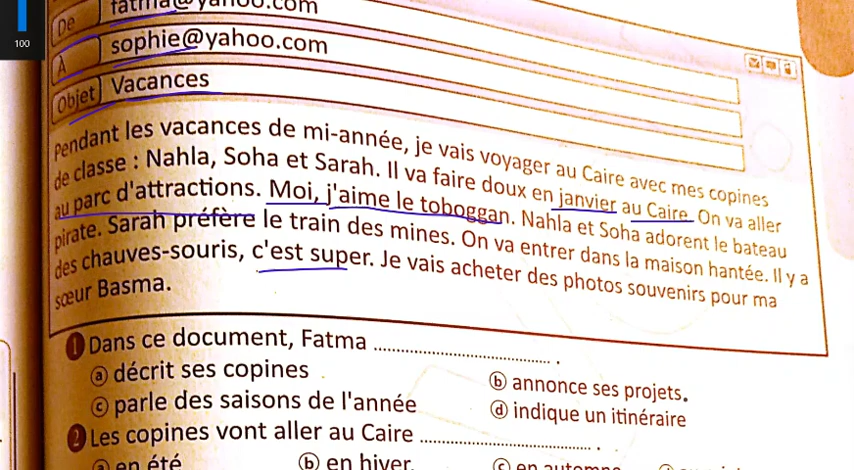 100
De fatma@yahoo.com
À sophie@yahoo.com
Objet Vacances
Pendant les vacances de mi-année, je vais voyager au Caire avec mes copines
de classe : Nahla, Soha et Sarah. Il va faire doux en janvier au Caire. On va aller
au parc d'attractions. Moi, j'aime le toboggan. Nahla et Soha adorent le bateau
pirate. Sarah préfère le train des mines. On va entrer dans la maison hantée. Il y a
des chauves-souris, c'est super. Je vais acheter des photos souvenirs pour ma
sœur Basma.
1 Dans ce document, Fatma ........................................ .
a décrit ses copines
b annonce ses projets.
c parle des saisons de l'année
d indique un itinéraire
2 Les copines vont aller au Caire ........................................ .
a en été b en hiver c en automne